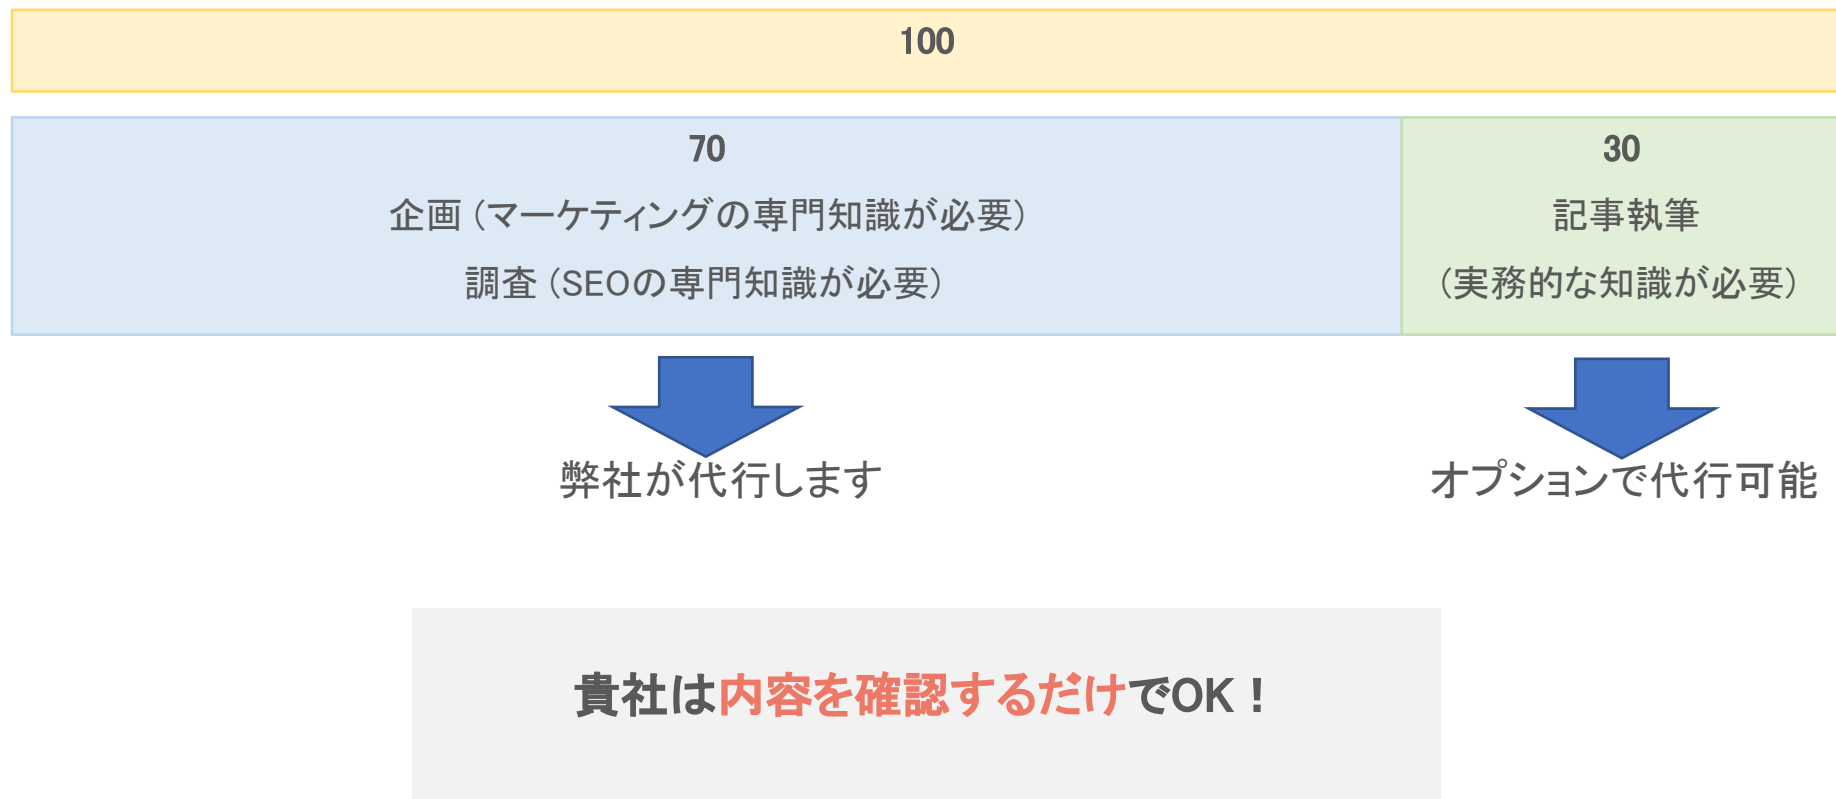 100
70
企画（マーケティングの専門知識が必要）
調査（SEOの専門知識が必要）
30
記事執筆
（実務的な知識が必要）
弊社が代行します
オプションで代行可能
貴社は内容を確認するだけでOK！